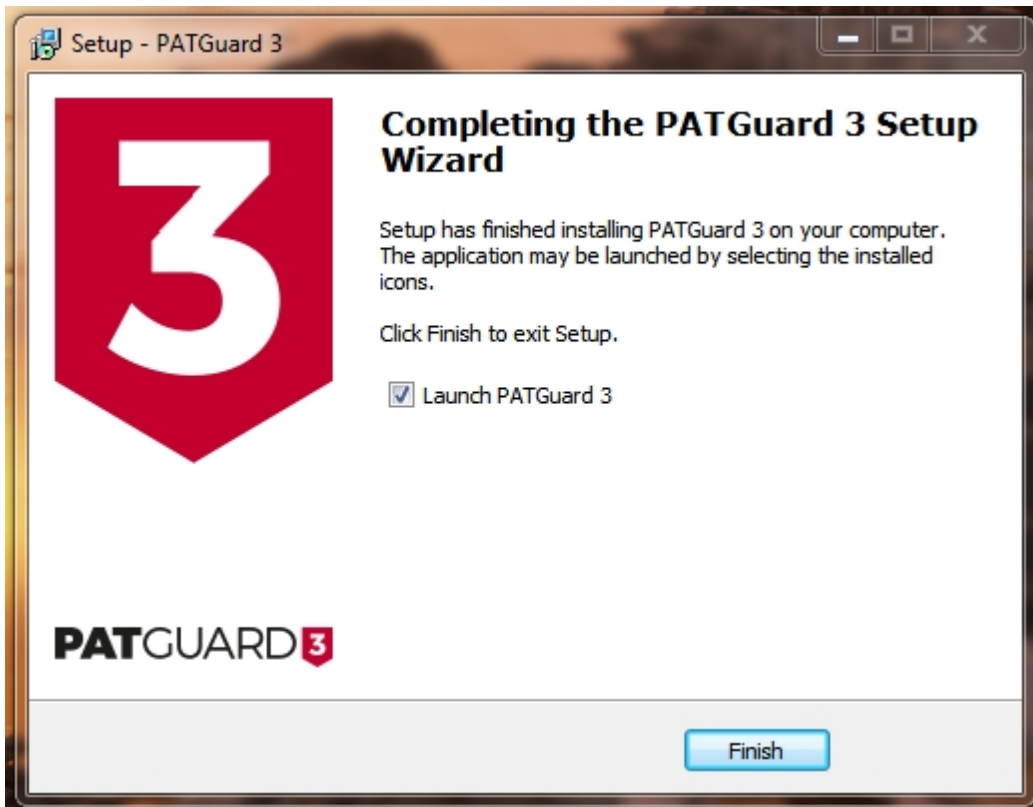 Setup - PATGuard 3
3
Completing the PATGuard 3 Setup
Wizard
Setup has finished installing PATGuard 3 on your computer.
The application may be launched by selecting the installed
icons.
Click Finish to exit Setup.
Launch PATGuard 3
PATGUARD 3
Finish